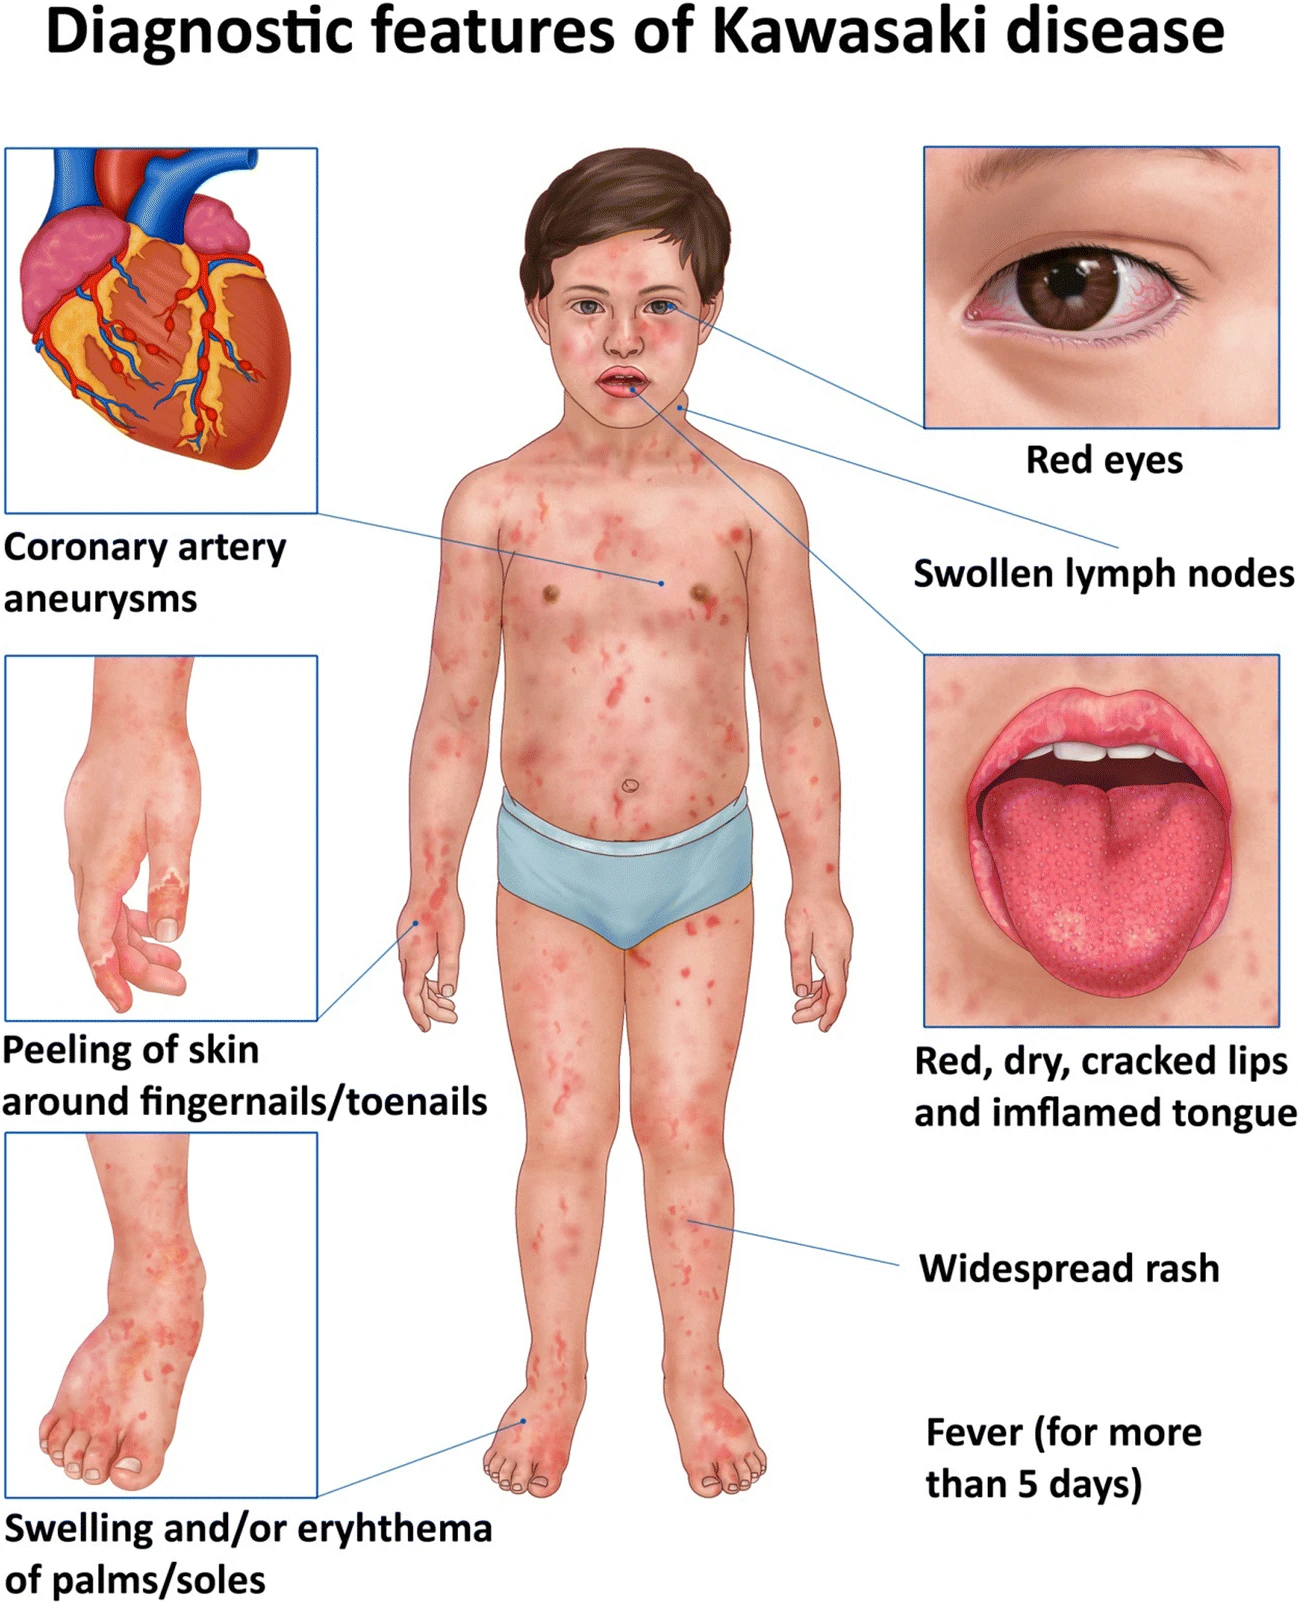 Diagnostic features of Kawasaki disease
Coronary artery
aneurysms
Red eyes
Swollen lymph nodes
Peeling of skin
around fingernails/toenails
Red, dry, cracked lips
and imflamed tongue
Widespread rash
Fever (for more
than 5 days)
Swelling and/or eryhthema
of palms/soles